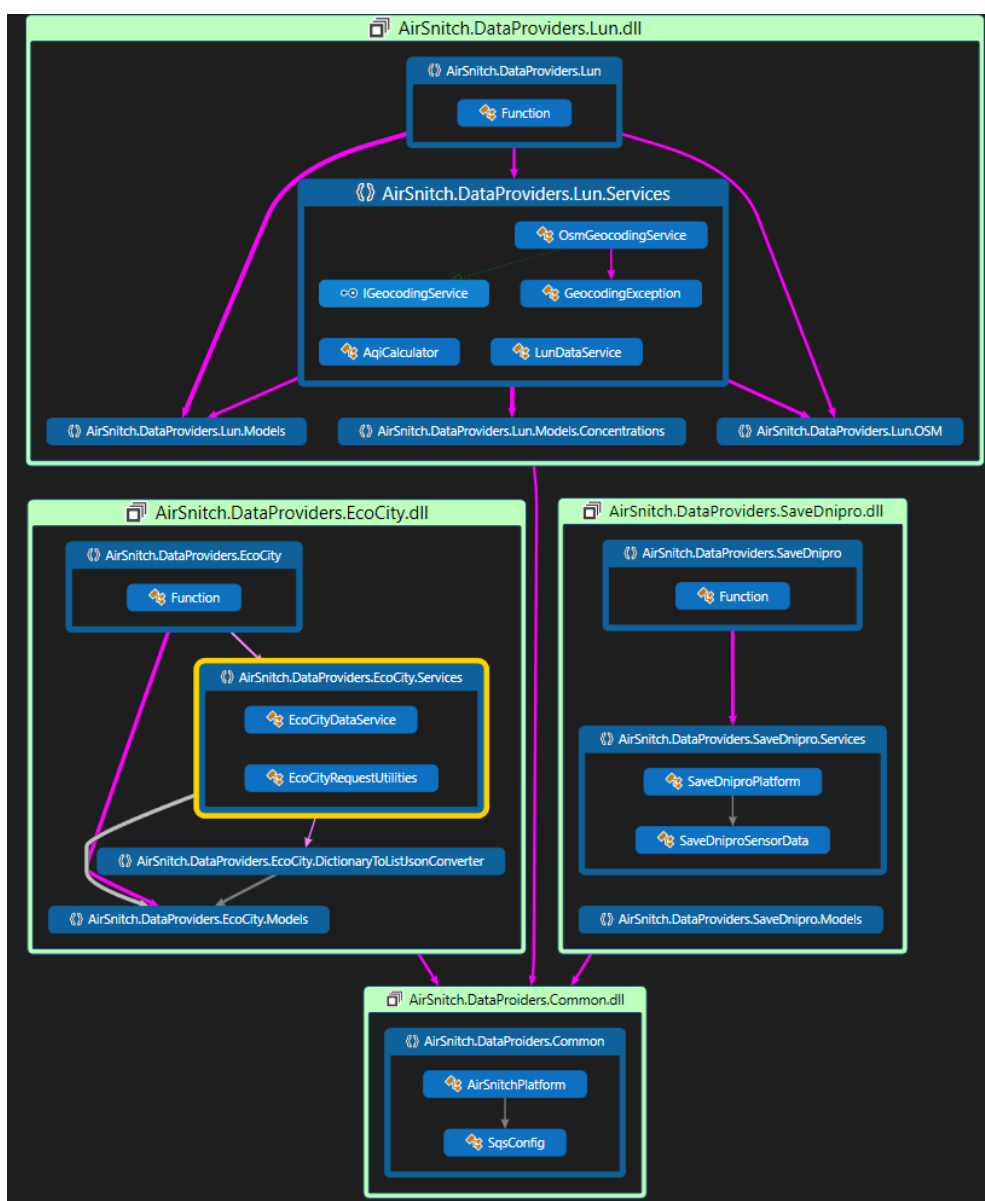 AirSnitch.DataProviders.Lun.dll
AirSnitch.DataProviders.Lun
Function
AirSnitch.DataProviders.Lun.Services
OsmGeocodingService
IGeocodingService
GeocodingException
AqiCalculator
LunDataService
AirSnitch.DataProviders.Lun.Models
AirSnitch.DataProviders.Lun.Models.Concentrations
AirSnitch.DataProviders.Lun.OSM
AirSnitch.DataProviders.EcoCity.dll
AirSnitch.DataProviders.EcoCity
Function
AirSnitch.DataProviders.EcoCity.Services
EcoCityDataService
EcoCityRequestUtilities
AirSnitch.DataProviders.EcoCity.DictionaryToListJsonConverter
AirSnitch.DataProviders.EcoCity.Models
AirSnitch.DataProviders.SaveDnipro.dll
AirSnitch.DataProviders.SaveDnipro
Function
AirSnitch.DataProviders.SaveDnipro.Services
SaveDniproPlatform
SaveDniproSensorData
AirSnitch.DataProviders.SaveDnipro.Models
AirSnitch.DataProiders.Common.dll
AirSnitch.DataProiders.Common
AirSnitchPlatform
SqsConfig